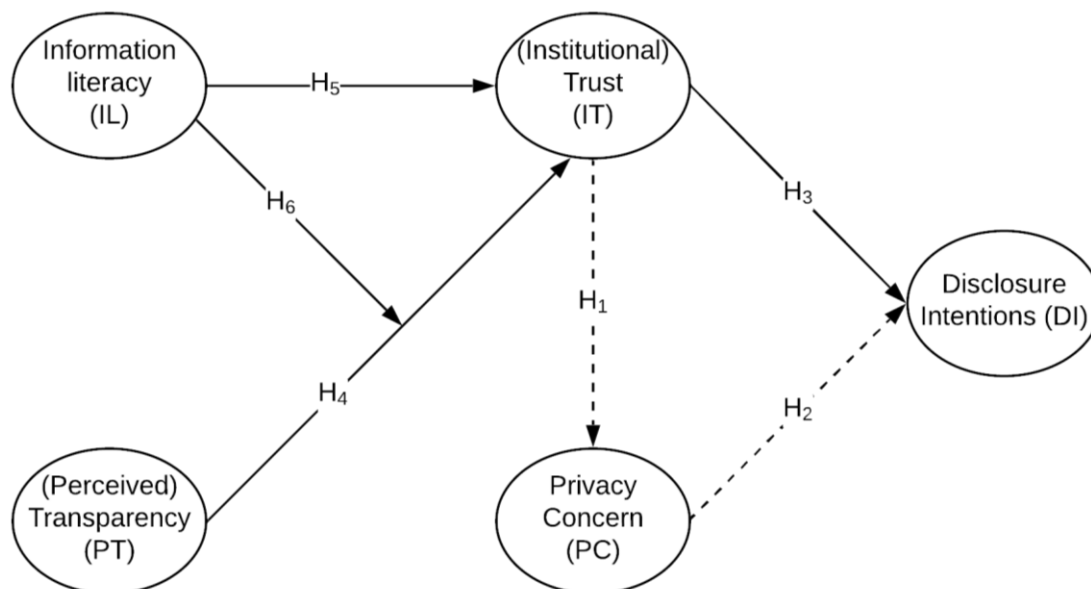 Information
literacy
(IL)
H₅
(Institutional)
Trust
(IT)
H₆
H₃
H₁
Disclosure
Intentions (DI)
H₄
H₂
(Perceived)
Transparency
(PT)
Privacy
Concern
(PC)